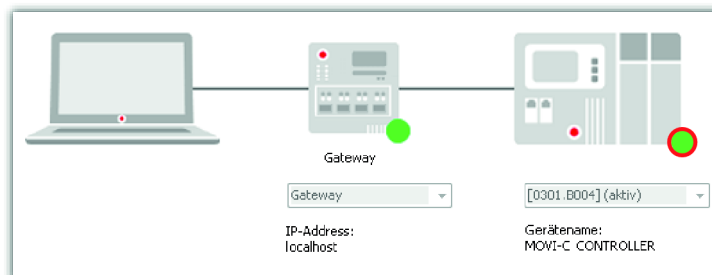 Gateway
Gateway
[0301.B004] (aktiv)
IP-Address:
localhost
Gerätename:
MOVI-C CONTROLLER